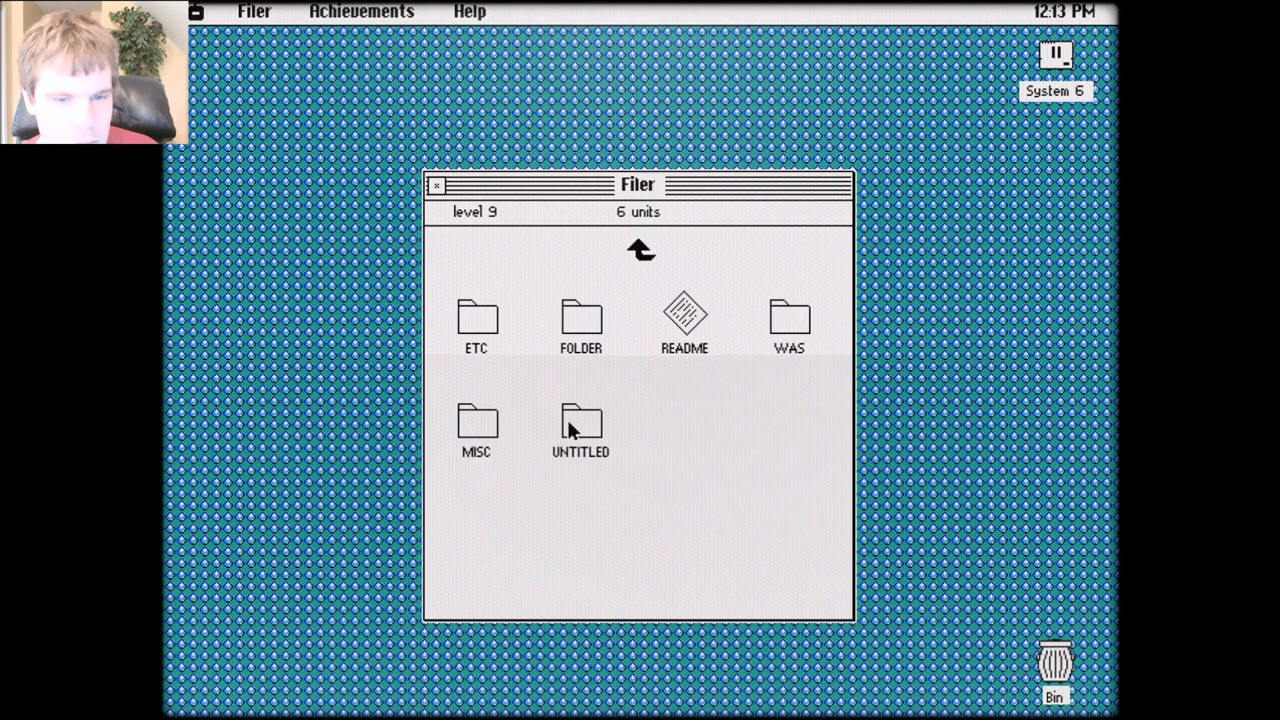 Filer Achievements Help 12:13 PM
System 6
Filer
level 9 6 units
ETC FOLDER README WAS
MISC UNTITLED
Bin